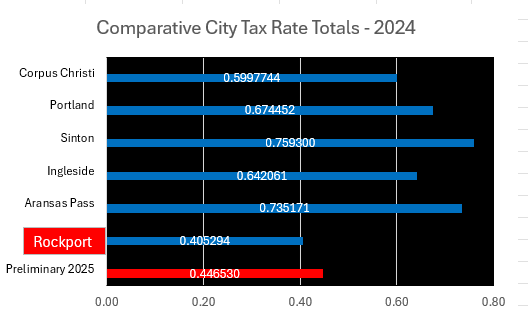 Comparative City Tax Rate Totals - 2024
Corpus Christi 0.5997744
Portland 0.674452
Sinton 0.759300
Ingleside 0.642061
Aransas Pass 0.735171
Rockport 0.405294
Preliminary 2025 0.446530
0.00 0.20 0.40 0.60 0.80